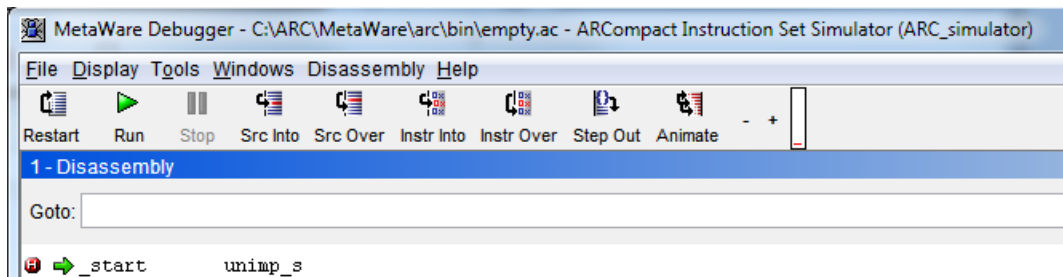 MetaWare Debugger - C:\ARC\MetaWare\arc\bin\empty.ac - ARCompact Instruction Set Simulator (ARC_simulator)
File Display Tools Windows Disassembly Help
Restart Run Stop Src Into Src Over Instr Into Instr Over Step Out Animate - +
1 - Disassembly
Goto:
_start unimp_s